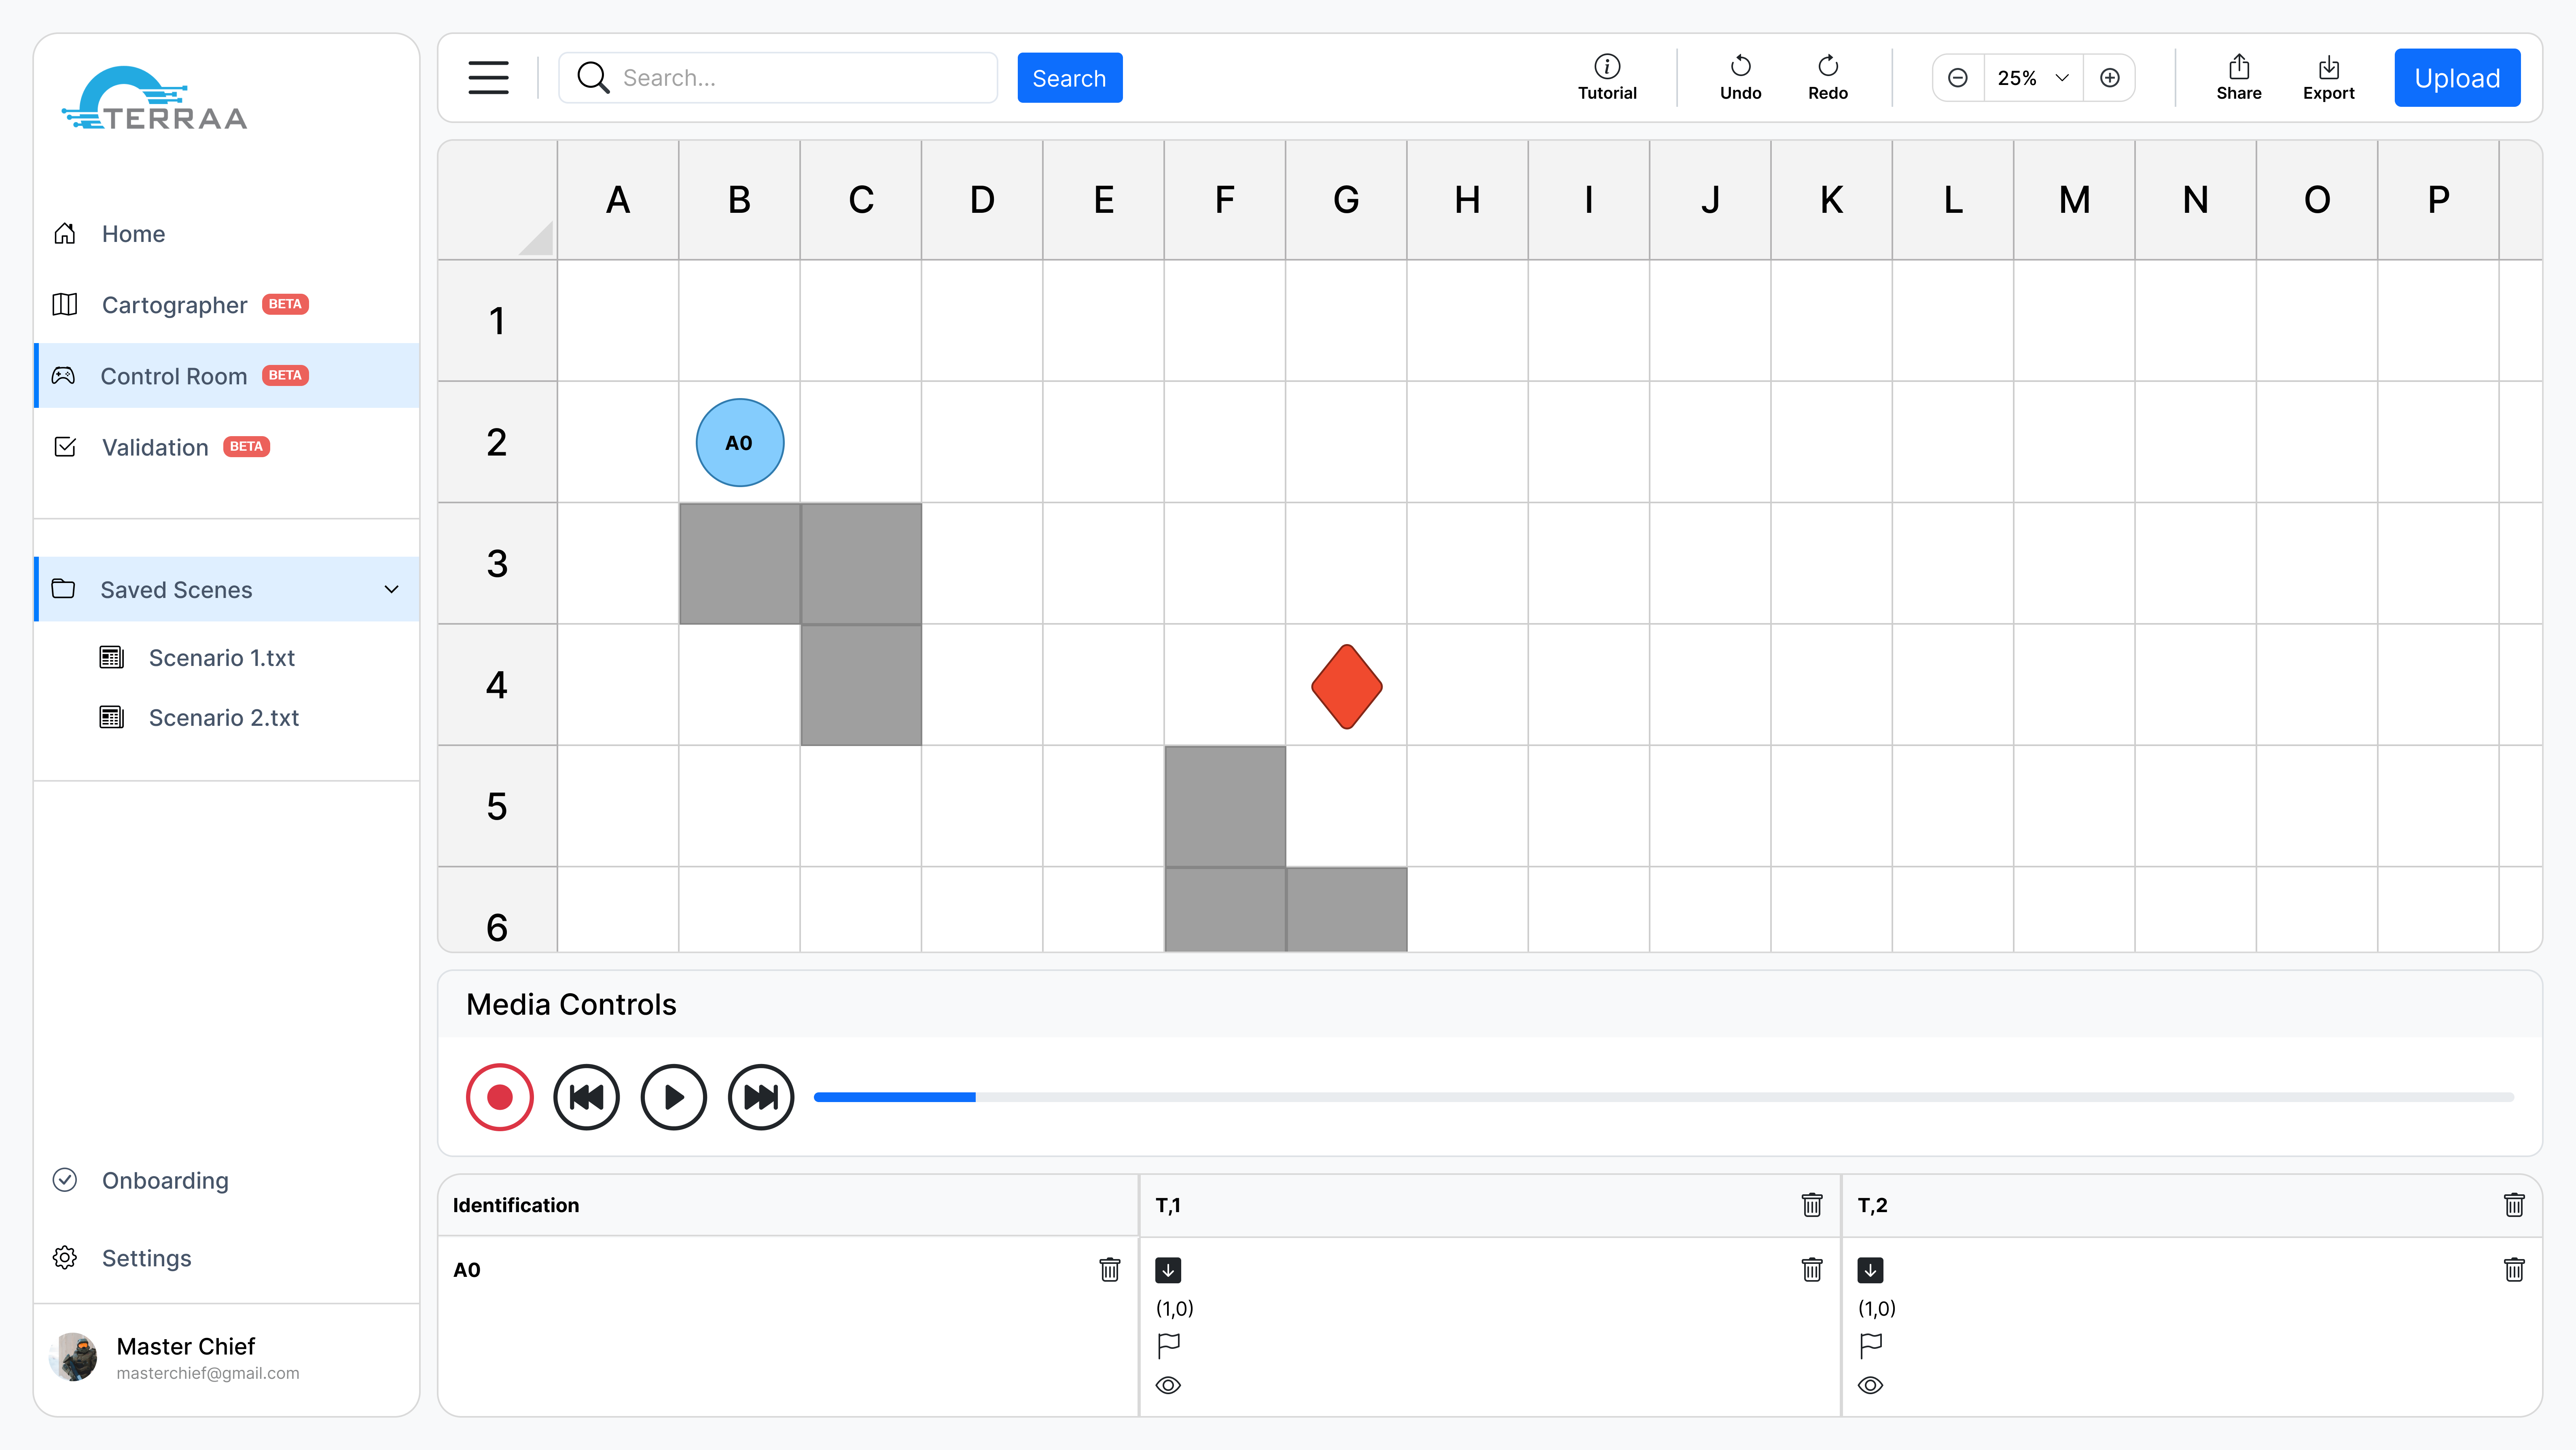 TERRAA
Home
Cartographer BETA
Control Room BETA
Validation BETA
Saved Scenes
Scenario 1.txt
Scenario 2.txt
Onboarding
Settings
Master Chief
masterchief@gmail.com
Search...
Search
Tutorial
Undo
Redo
25%
Share
Export
Upload
A B C D E F G H I J K L M N O P
1
2
A0
3
4
5
6
Media Controls
Identification T,1 T,2
A0
(1,0) (1,0)